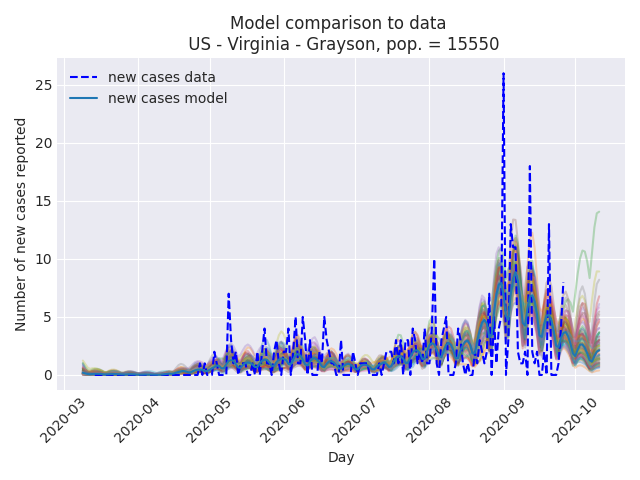 Model comparison to data
US - Virginia - Grayson, pop. = 15550
new cases data
new cases model
Number of new cases reported
25
20
15
10
5
0
2020-03
2020-04
2020-05
2020-06
2020-07
2020-08
2020-09
2020-10
Day